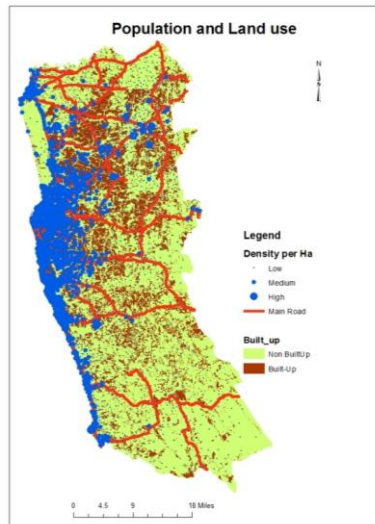 Population and Land use
N
Legend
Density per Ha
Low
Medium
High
Main Road
Built_up
Non BuiltUp
Built-Up
0 4.5 9 18 Miles